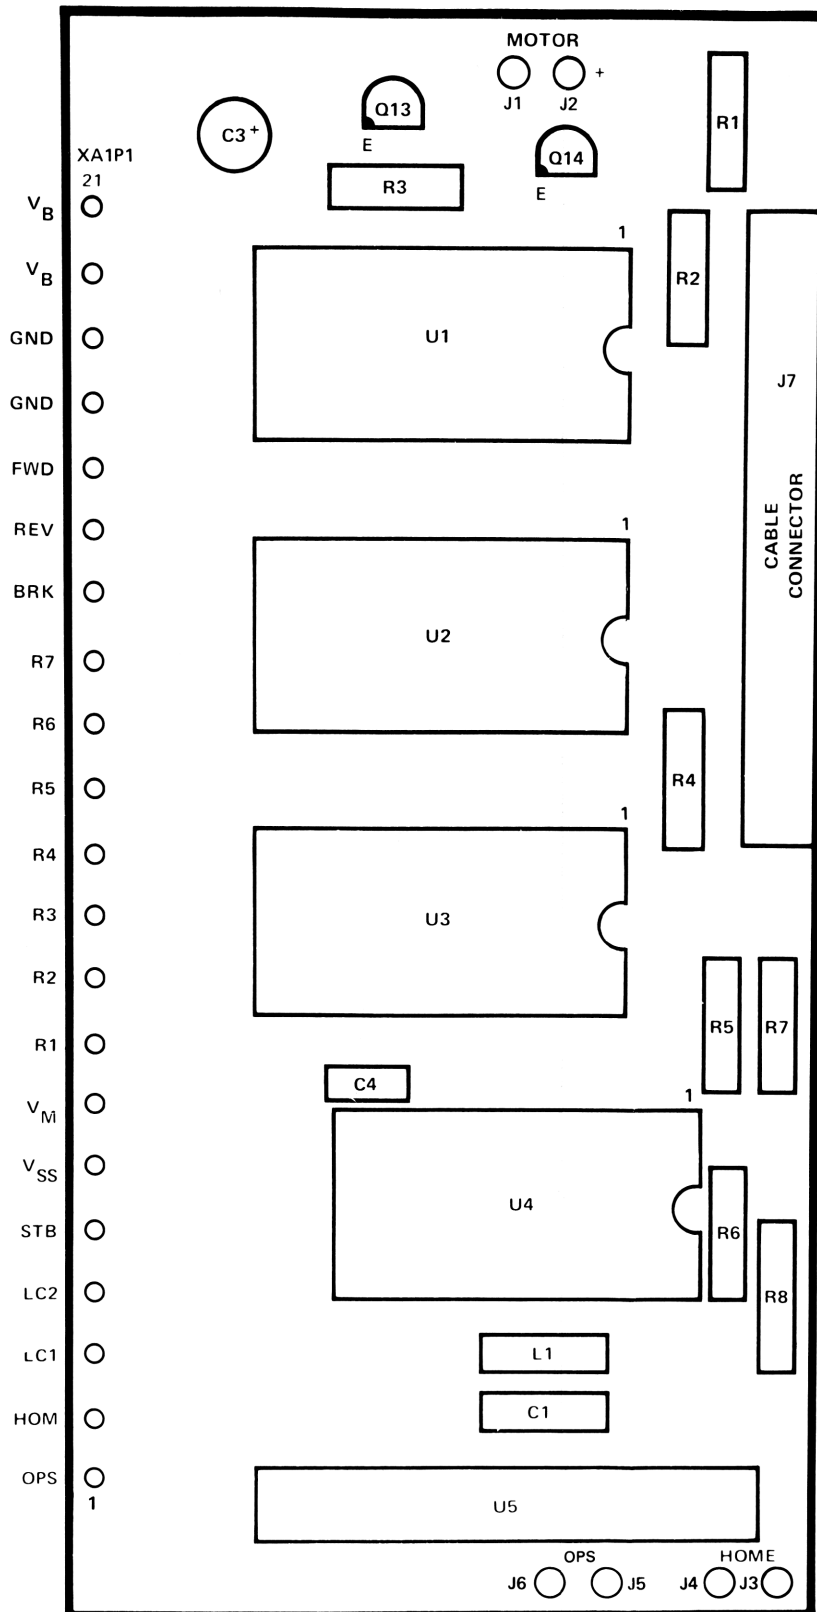 MOTOR
J1
J2
+
R1
Q13
E
C3+
Q14
E
XA1P1
21
R3
VB
1
R2
VB
U1
GND
J7
GND
FWD
CABLE
CONNECTOR
REV
1
BRK
U2
R7
R6
R4
R5
1
R4
R3
U3
R2
R5
R7
R1
C4
VM
1
VSS
U4
STB
R6
LC2
R8
LC1
L1
HOM
C1
OPS
1
U5
OPS
HOME
J6
J5
J4
J3